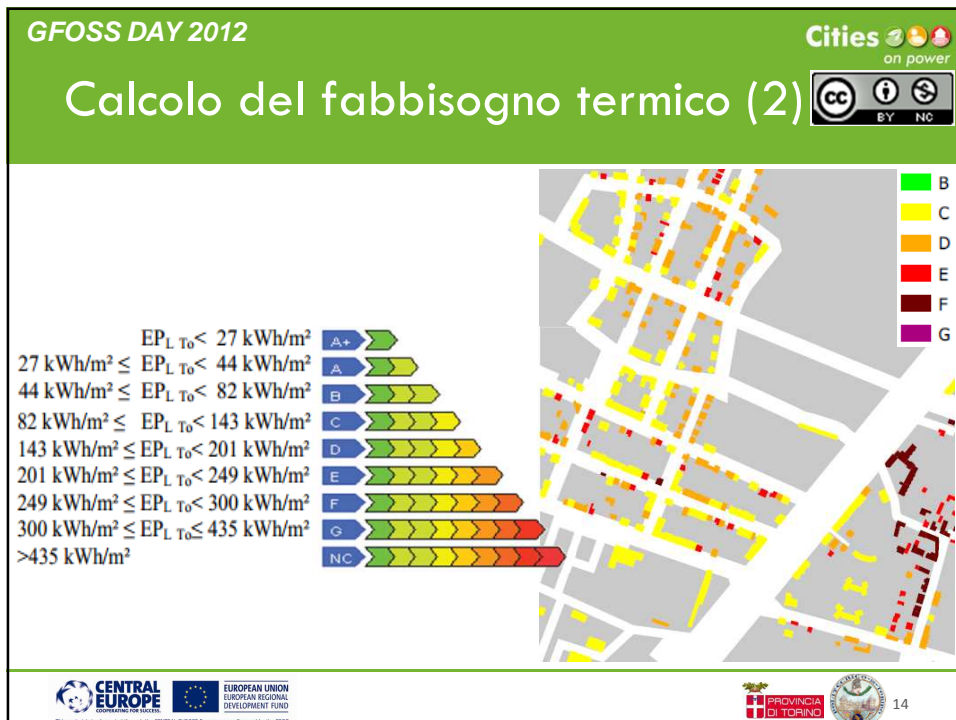 GFOSS DAY 2012
Cities
on power
Calcolo del fabbisogno termico (2)
cc
BY NC
EPL To< 27 kWh/m² A+
27 kWh/m² ≤ EPL To< 44 kWh/m² A
44 kWh/m² ≤ EPL To< 82 kWh/m² B
82 kWh/m² ≤ EPL To< 143 kWh/m² C
143 kWh/m² ≤ EPL To< 201 kWh/m² D
201 kWh/m² ≤ EPL To< 249 kWh/m² E
249 kWh/m² ≤ EPL To< 300 kWh/m² F
300 kWh/m² ≤ EPL To≤ 435 kWh/m² G
>435 kWh/m² NC
B
C
D
E
F
G
CENTRAL
EUROPE
COOPERATING FOR SUCCESS.
EUROPEAN UNION
EUROPEAN REGIONAL
DEVELOPMENT FUND
PROVINCIA
DI TORINO
14